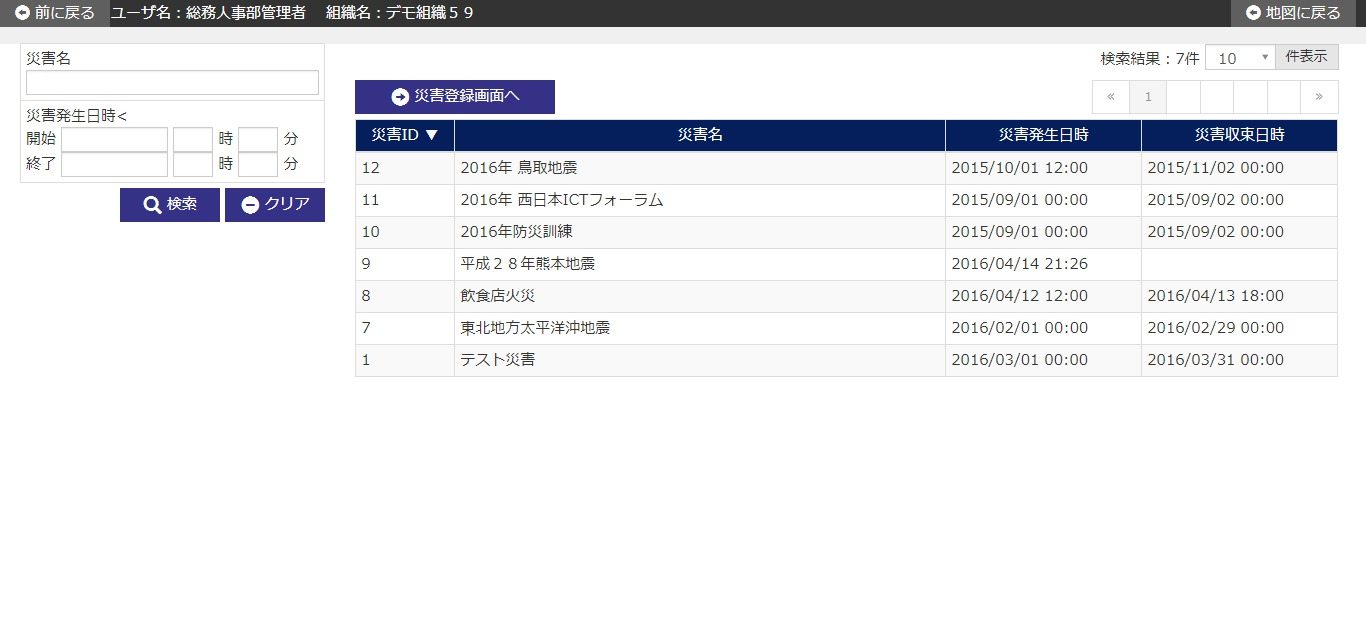 前に戻る ユーザ名：総務人事部管理者 組織名：デモ組織５９ 地図に戻る
災害名
災害発生日時<
開始 時 分
終了 時 分
検索 クリア
検索結果：7件 10 件表示
災害登録画面へ « 1 »
災害ID ▼ 災害名 災害発生日時 災害収束日時
12 2016年 鳥取地震 2015/10/01 12:00 2015/11/02 00:00
11 2016年 西日本ICTフォーラム 2015/09/01 00:00 2015/09/02 00:00
10 2016年防災訓練 2015/09/01 00:00 2015/09/02 00:00
9 平成２８年熊本地震 2016/04/14 21:26
8 飲食店火災 2016/04/12 12:00 2016/04/13 18:00
7 東北地方太平洋沖地震 2016/02/01 00:00 2016/02/29 00:00
1 テスト災害 2016/03/01 00:00 2016/03/31 00:00